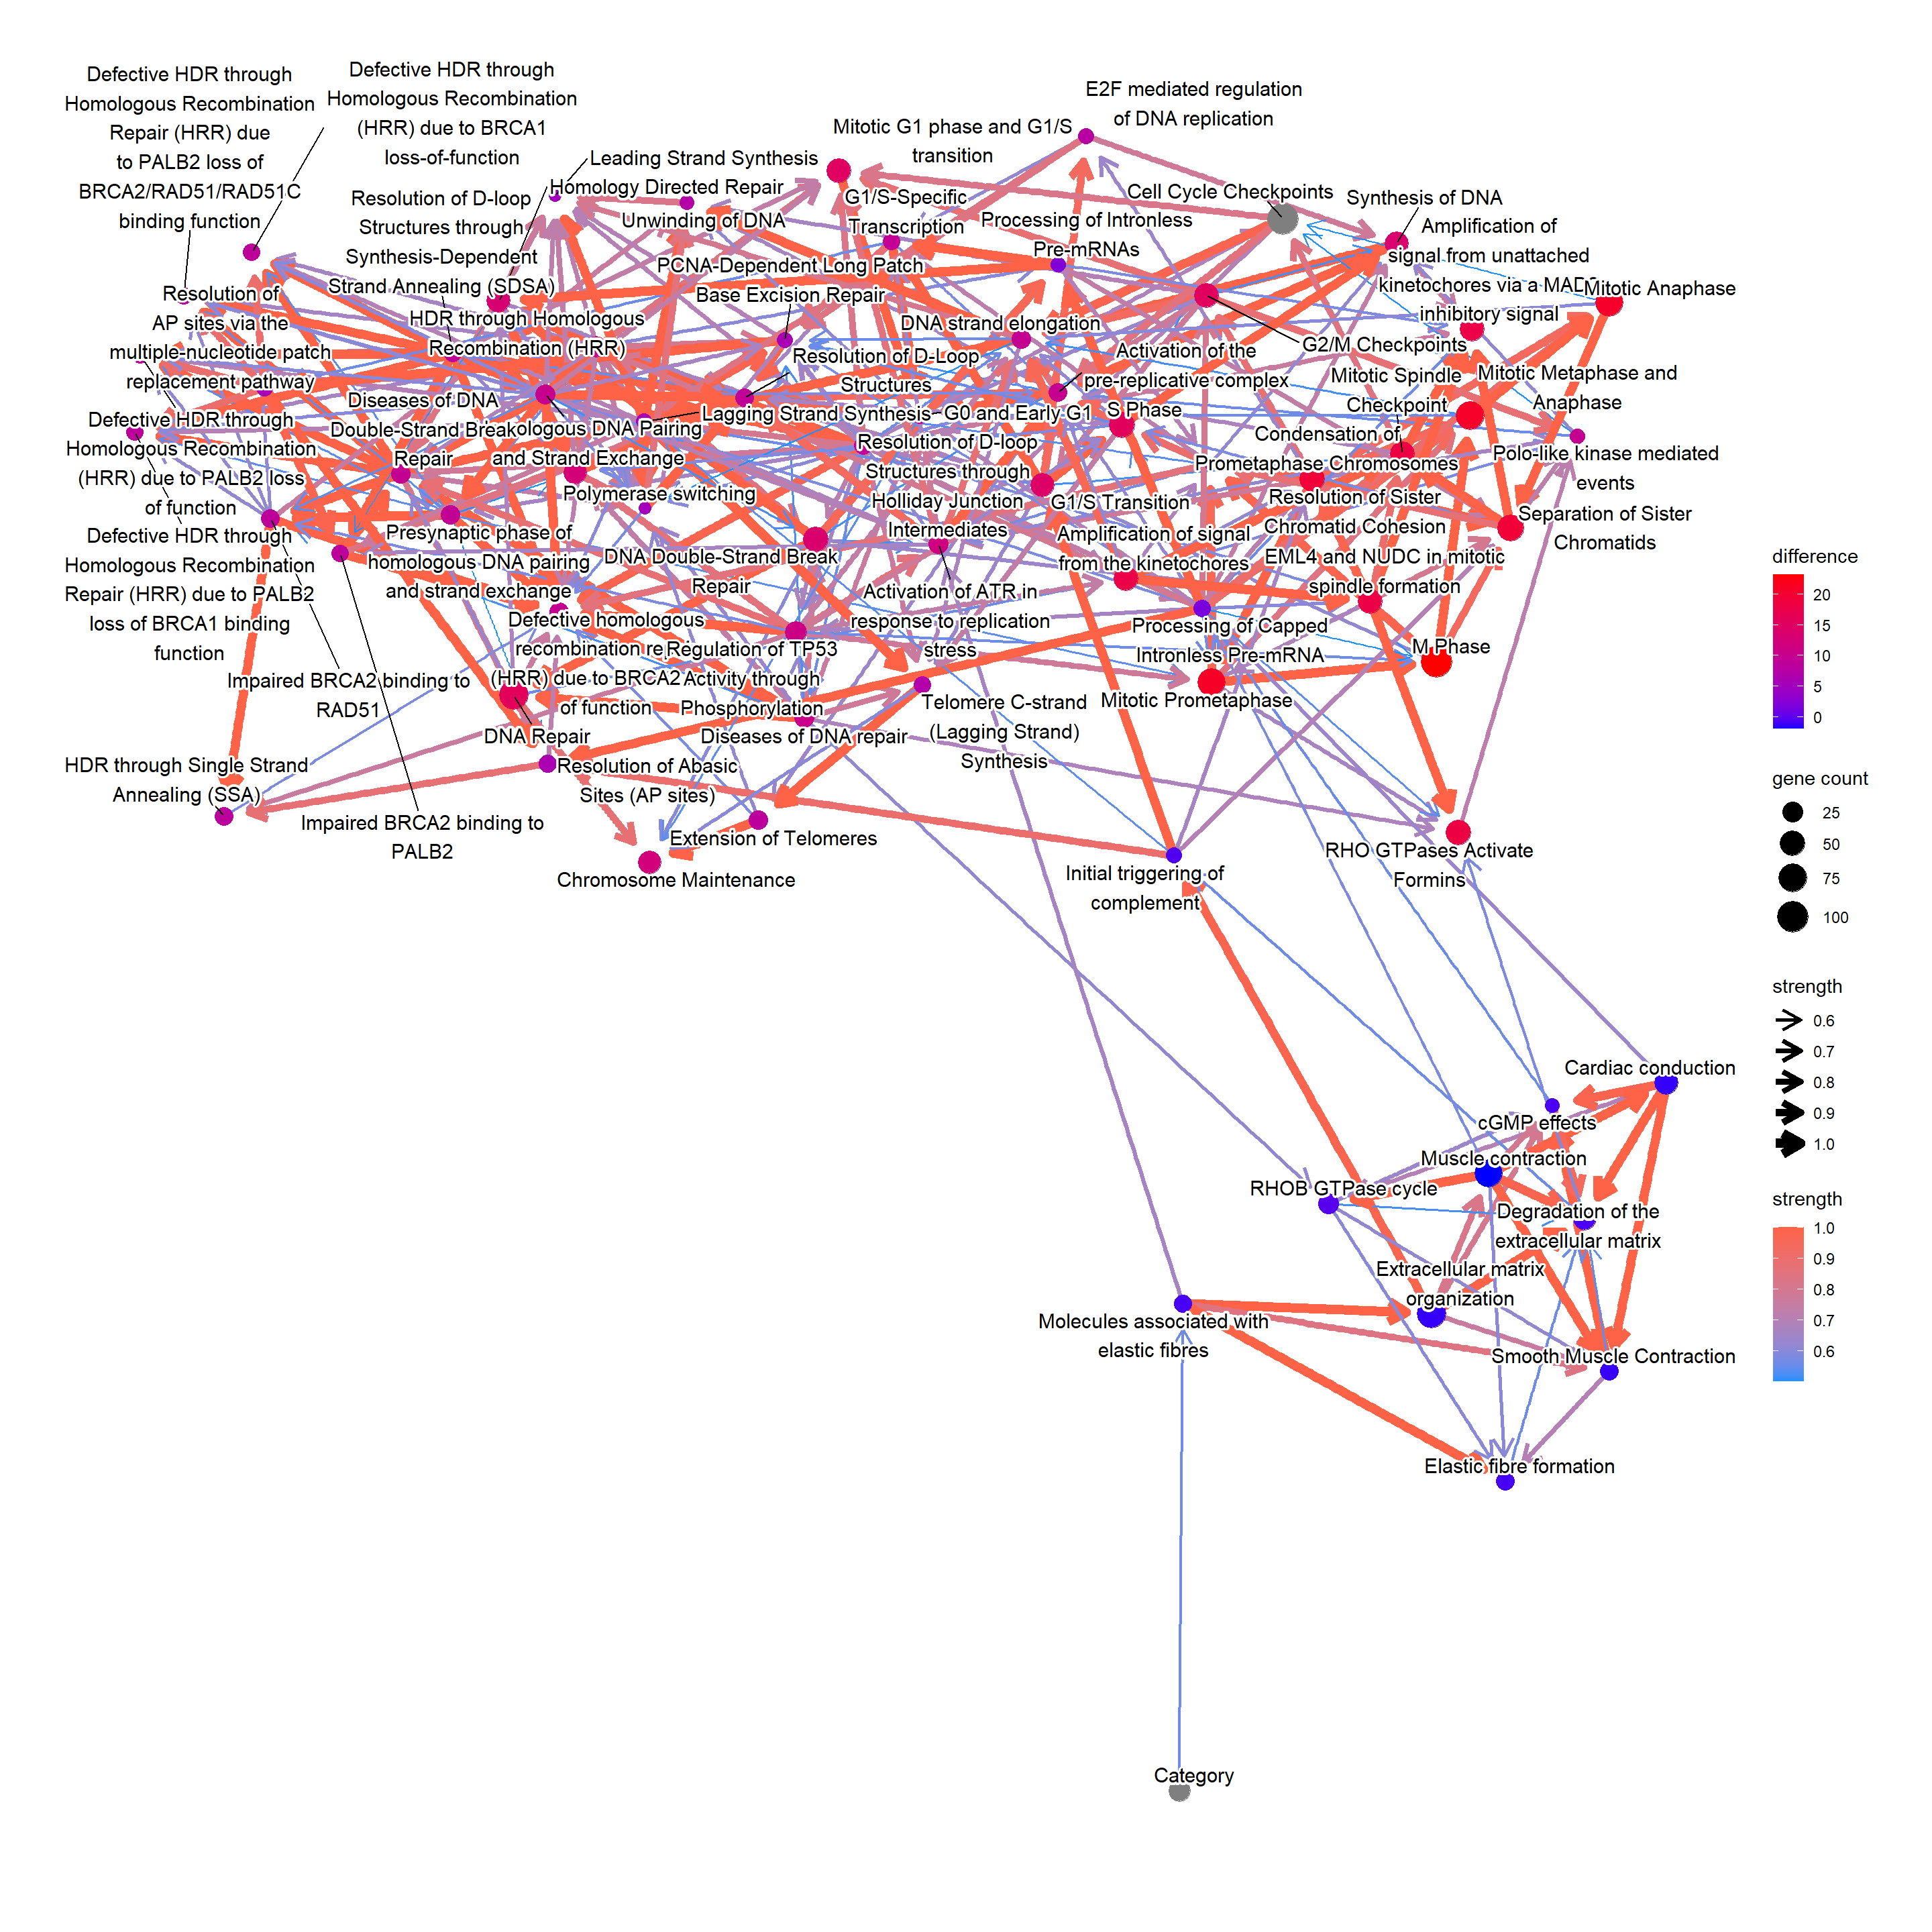 Defective HDR through
Homologous Recombination
Repair (HRR) due
to PALB2 loss of
BRCA2/RAD51/RAD51C
binding function
Defective HDR through
Homologous Recombination
(HRR) due to BRCA1
loss-of-function
E2F mediated regulation
of DNA replication
Mitotic G1 phase and G1/S
transition
Leading Strand Synthesis
Homology Directed Repair
Unwinding of DNA
Resolution of D-loop
Structures through
Synthesis-Dependent
Strand Annealing (SDSA)
G1/S-Specific
Transcription
Processing of Intronless
Pre-mRNAs
Cell Cycle Checkpoints
Synthesis of DNA
Amplification of
signal from unattached
kinetochores via a MAD
inhibitory signal
Mitotic Anaphase
PCNA-Dependent Long Patch
Base Excision Repair
Resolution of
AP sites via the
multiple-nucleotide patch
replacement pathway
HDR through Homologous
Recombination (HRR)
DNA strand elongation
G2/M Checkpoints
Activation of the
pre-replicative complex
Resolution of D-Loop
Structures
Mitotic Spindle
Checkpoint
Mitotic Metaphase and
Anaphase
Diseases of DNA
Double-Strand Break
Repair
ologous DNA Pairing
and Strand Exchange
Lagging Strand Synthesis
G0 and Early G1
S Phase
Defective HDR through
Homologous Recombination
(HRR) due to PALB2 loss
of function
Condensation of
Prometaphase Chromosomes
Polo-like kinase mediated
events
Resolution of D-loop
Structures through
Holliday Junction
Intermediates
Polymerase switching
G1/S Transition
Resolution of Sister
Chromatid Cohesion
Separation of Sister
Chromatids
Defective HDR through
Homologous Recombination
Repair (HRR) due to PALB2
loss of BRCA1 binding
function
Presynaptic phase of
homologous DNA pairing
and strand exchange
DNA Double-Strand Break
Repair
Amplification of signal
from the kinetochores
EML4 and NUDC in mitotic
spindle formation
Activation of ATR in
response to replication
stress
Defective homologous
recombination re
(HRR) due to BRCA2
of function
Regulation of TP53
Activity through
Phosphorylation
Processing of Capped
Intronless Pre-mRNA
M Phase
Impaired BRCA2 binding to
RAD51
Telomere C-strand
(Lagging Strand)
Synthesis
Mitotic Prometaphase
DNA Repair
Diseases of DNA repair
HDR through Single Strand
Annealing (SSA)
Resolution of Abasic
Sites (AP sites)
Impaired BRCA2 binding to
PALB2
Extension of Telomeres
Chromosome Maintenance
Initial triggering of
complement
RHO GTPases Activate
Formins
Cardiac conduction
cGMP effects
Muscle contraction
RHOB GTPase cycle
Degradation of the
extracellular matrix
Extracellular matrix
organization
Molecules associated with
elastic fibres
Smooth Muscle Contraction
Elastic fibre formation
Category
difference
20
15
10
5
0
gene count
25
50
75
100
strength
0.6
0.7
0.8
0.9
1.0
strength
1.0
0.9
0.8
0.7
0.6